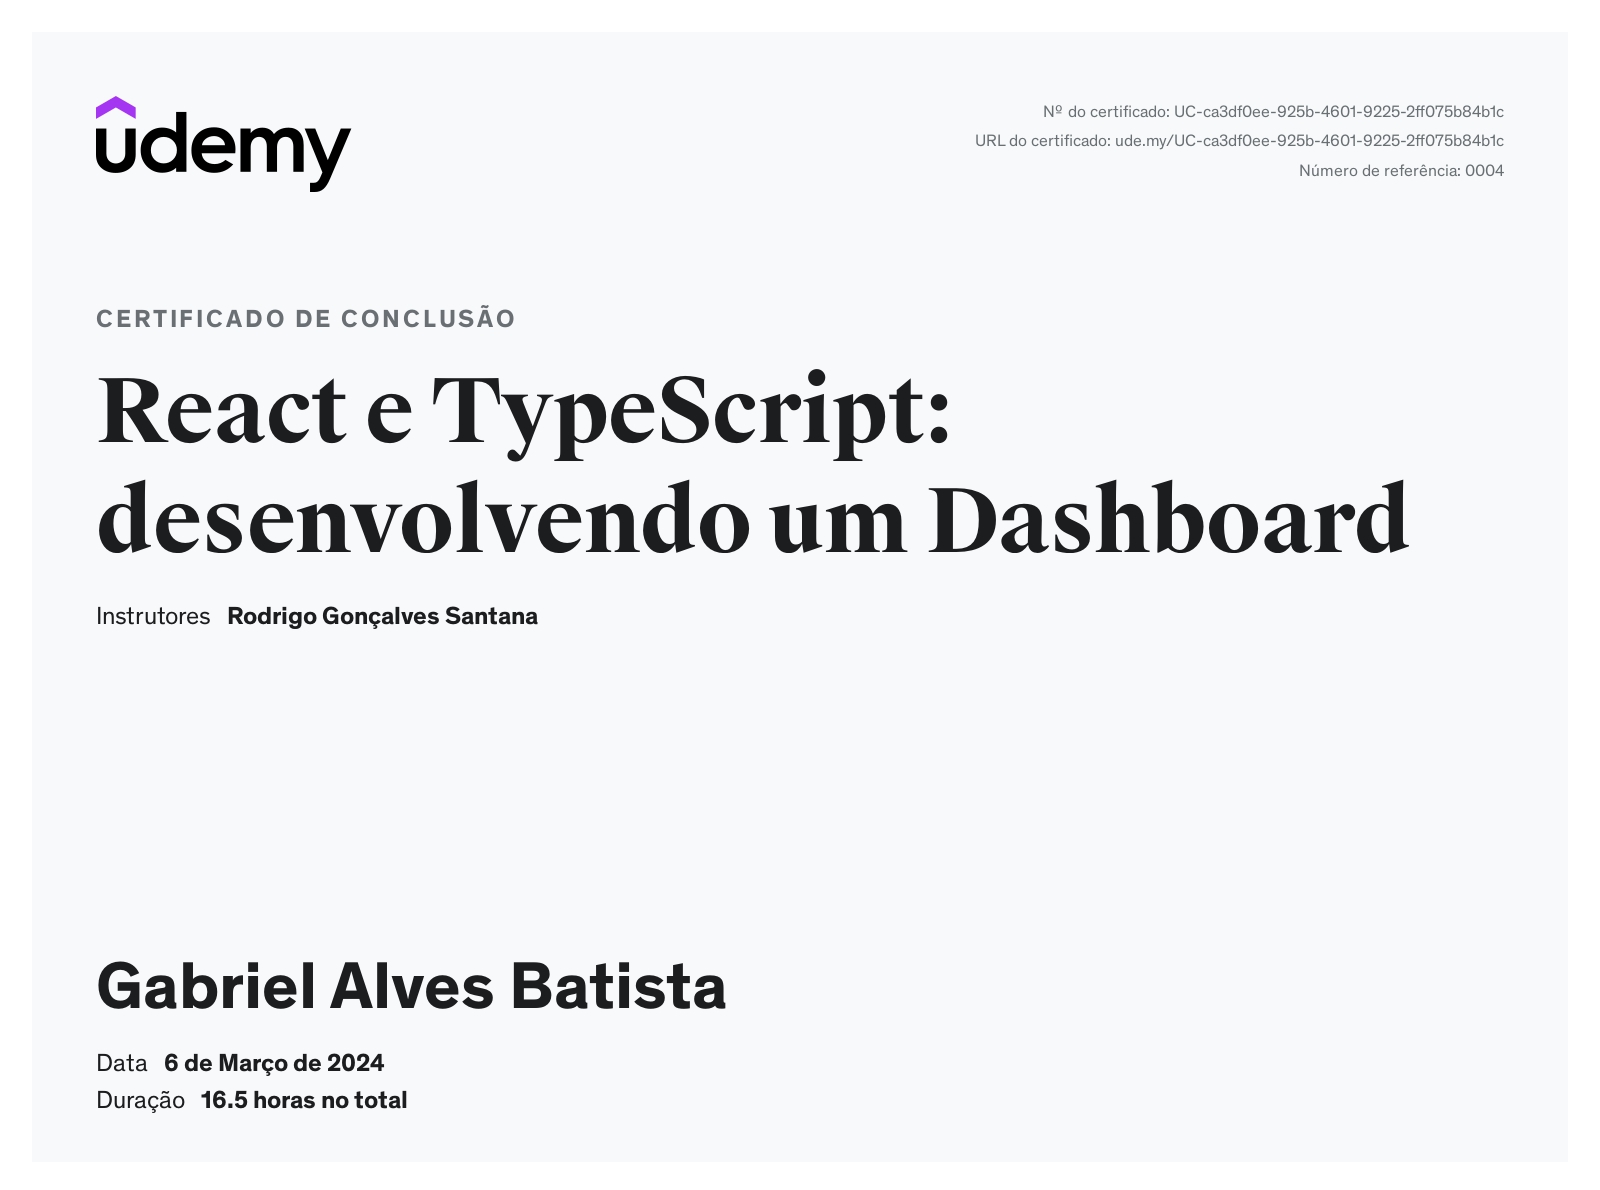 udemy
Nº do certificado: UC-ca3df0ee-925b-4601-9225-2ff075b84b1c
URL do certificado: ude.my/UC-ca3df0ee-925b-4601-9225-2ff075b84b1c
Número de referência: 0004
CERTIFICADO DE CONCLUSÃO
React e TypeScript:
desenvolvendo um Dashboard
Instrutores Rodrigo Gonçalves Santana
Gabriel Alves Batista
Data 6 de Março de 2024
Duração 16.5 horas no total